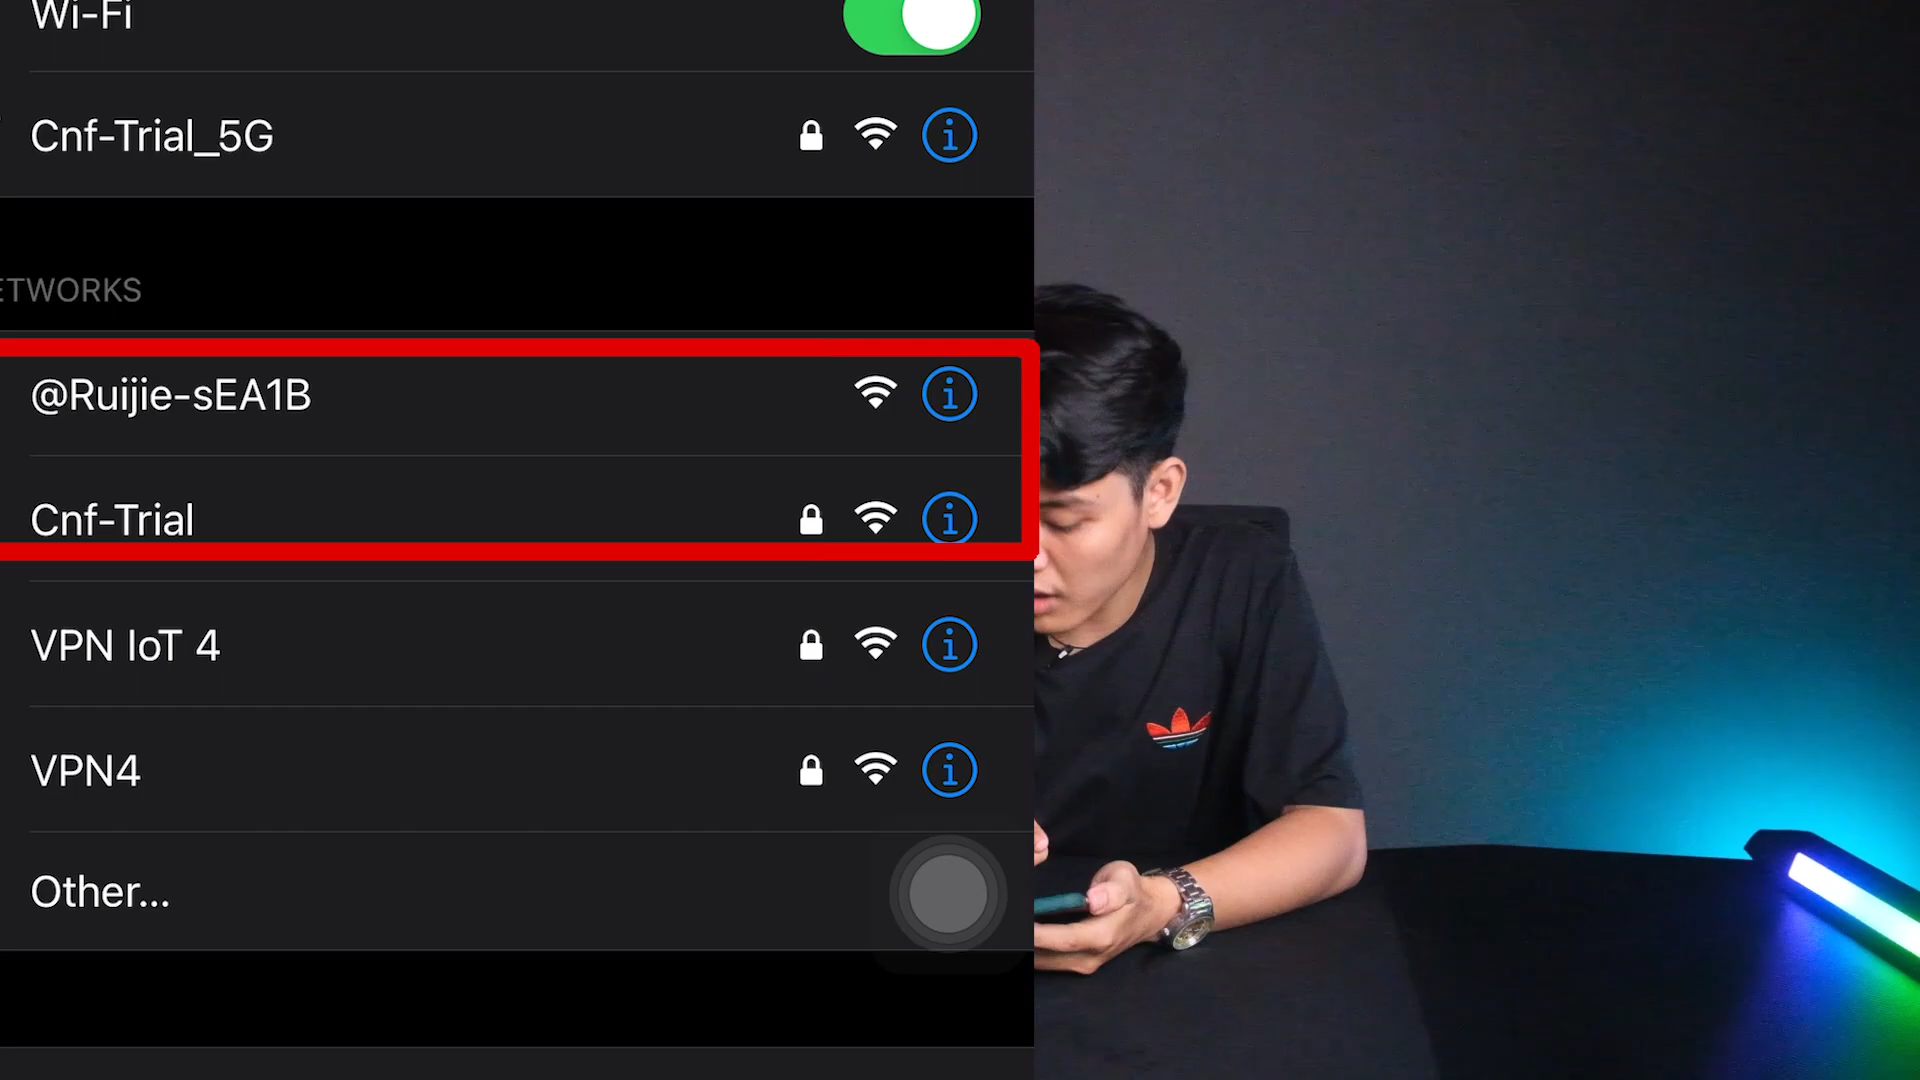 Wi-Fi
Cnf-Trial_5G
ETWORKS
@Ruijie-sEA1B
Cnf-Trial
VPN IoT 4
VPN4
Other...